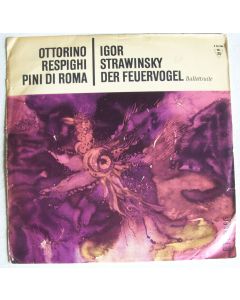 OTTORINO
RESPIGHI
PINI DI ROMA
IGOR
STRAWINSKY
DER FEUERVOGEL Ballettsuite